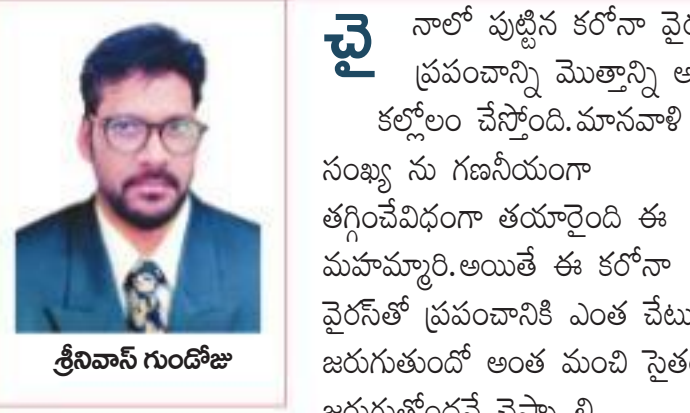 శ్రీనివాస్ గుండోజు
చైనాలో పుట్టిన కరోనా
ప్రపంచాన్ని మొత్తాన్ని
కల్లోలం చేస్తోంది.మానవాళి
సంఖ్య ను గణనీయంగా
తగ్గించేవిధంగా తయారైంది ఈ
మహమ్మారి.అయితే ఈ కరోనా
వైరస్‌తో ప్రపంచానికి ఎంత చేటు
జరుగుతుందో అంత మంచి